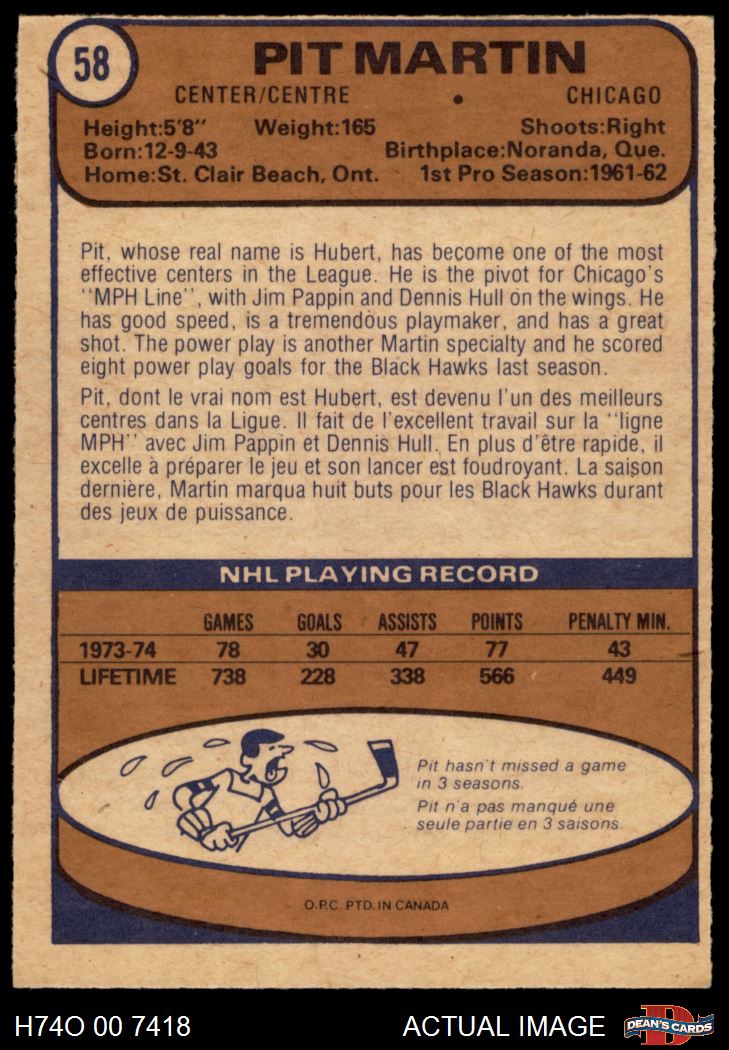 58
PIT MARTIN
CENTER/CENTRE • CHICAGO
Height:5'8" Weight:165 Shoots:Right
Born:12-9-43 Birthplace:Noranda, Que.
Home:St. Clair Beach, Ont. 1st Pro Season:1961-62
Pit, whose real name is Hubert, has become one of the most
effective centers in the League. He is the pivot for Chicago's
''MPH Line'', with Jim Pappin and Dennis Hull on the wings. He
has good speed, is a tremendous playmaker, and has a great
shot. The power play is another Martin specialty and he scored
eight power play goals for the Black Hawks last season.
Pit, dont le vrai nom est Hubert, est devenu l'un des meilleurs
centres dans la Ligue. Il fait de l'excellent travail sur la ''ligne
MPH'' avec Jim Pappin et Dennis Hull. En plus d'être rapide, il
excelle à préparer le jeu et son lancer est foudroyant. La saison
dernière, Martin marqua huit buts pour les Black Hawks durant
des jeux de puissance.
NHL PLAYING RECORD
GAMES GOALS ASSISTS POINTS PENALTY MIN.
1973-74 78 30 47 77 43
LIFETIME 738 228 338 566 449
Pit hasn't missed a game
in 3 seasons.
Pit n'a pas manqué une
seule partie en 3 saisons.
O.P.C. PTD. IN CANADA
H74O 00 7418 ACTUAL IMAGE D DEAN'S CARDS